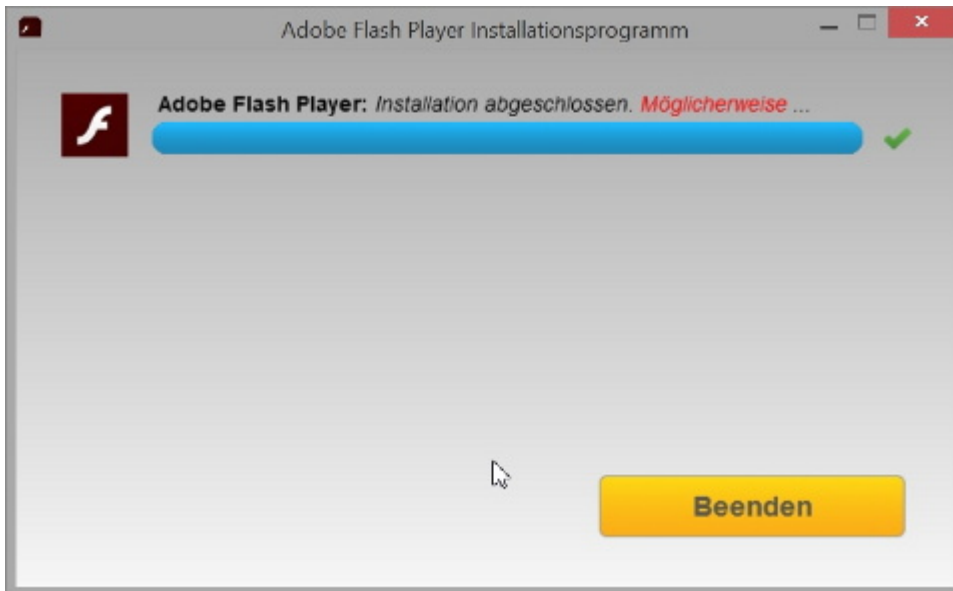 Adobe Flash Player Installationsprogramm
Adobe Flash Player: Installation abgeschlossen. Möglicherweise ...
Beenden